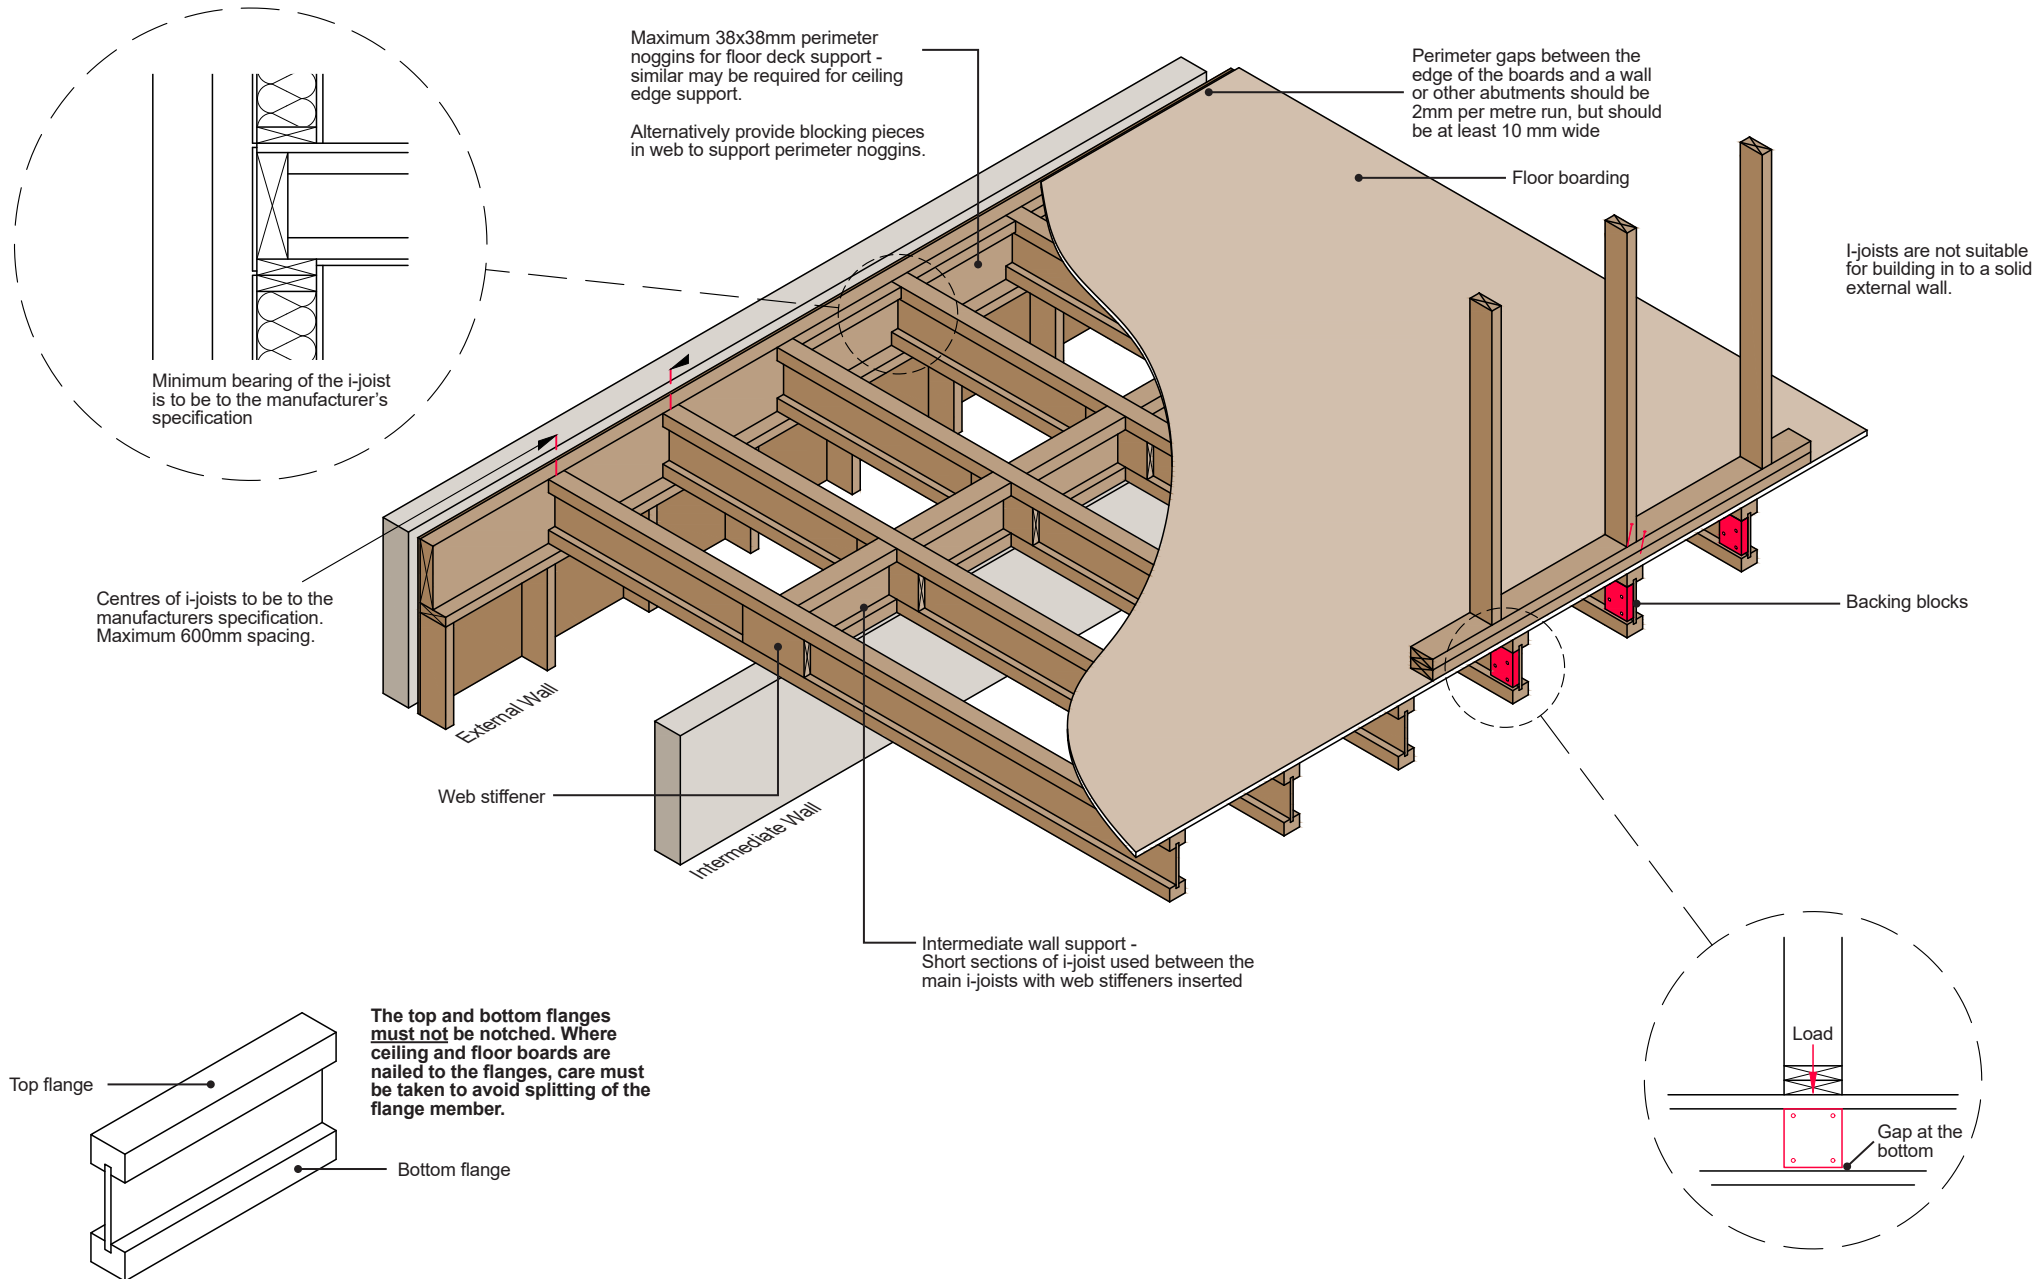 Maximum 38x38mm perimeter
noggins for floor deck support -
similar may be required for ceiling
edge support.
Alternatively provide blocking pieces
in web to support perimeter noggins.
Perimeter gaps between the
edge of the boards and a wall
or other abutments should be
2mm per metre run, but should
be at least 10 mm wide
Floor boarding
I-joists are not suitable
for building in to a solid
external wall.
Minimum bearing of the i-joist
is to be to the manufacturer's
specification
Centres of i-joists to be to the
manufacturers specification.
Maximum 600mm spacing.
Backing blocks
External Wall
Web stiffener
Intermediate Wall
Intermediate wall support -
Short sections of i-joist used between the
main i-joists with web stiffeners inserted
The top and bottom flanges
must not be notched. Where
ceiling and floor boards are
nailed to the flanges, care must
be taken to avoid splitting of the
flange member.
Top flange
Bottom flange
Load
Gap at the
bottom